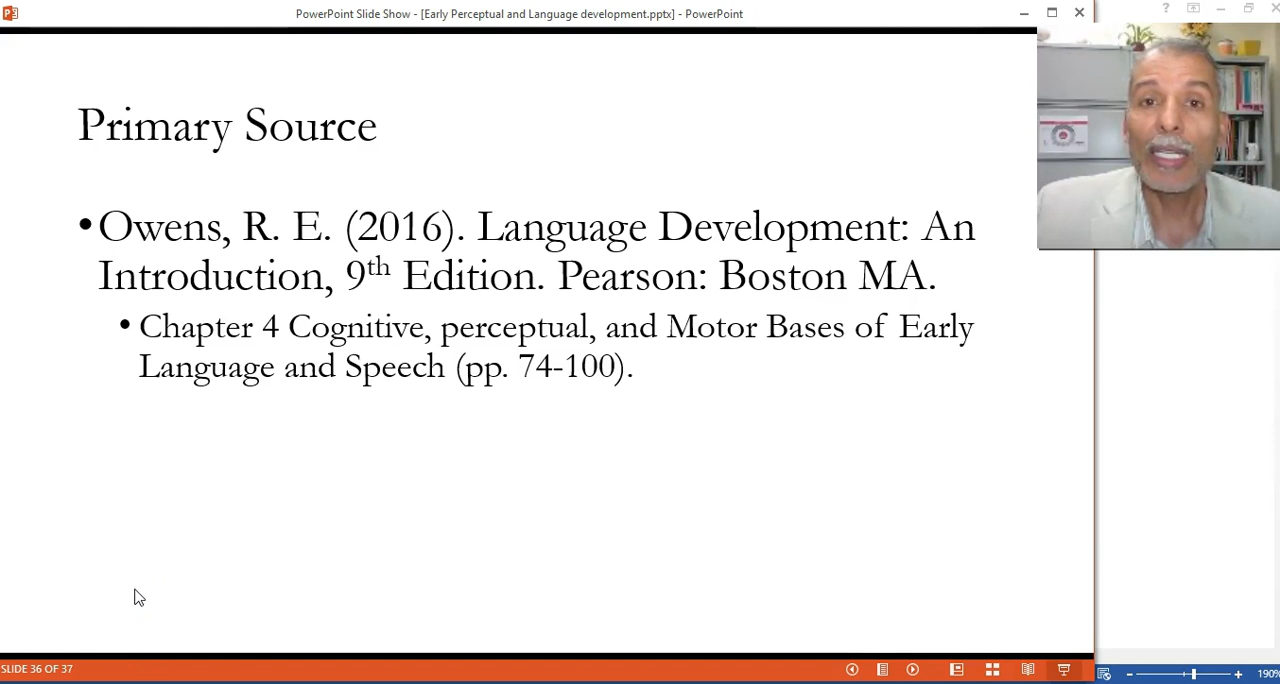 PowerPoint Slide Show - [Early Perceptual and Language development.pptx] - PowerPoint
Primary Source
•Owens, R. E. (2016). Language Development: An
Introduction, 9th Edition. Pearson: Boston MA.
• Chapter 4 Cognitive, perceptual, and Motor Bases of Early
Language and Speech (pp. 74-100).
SLIDE 36 OF 37
190%